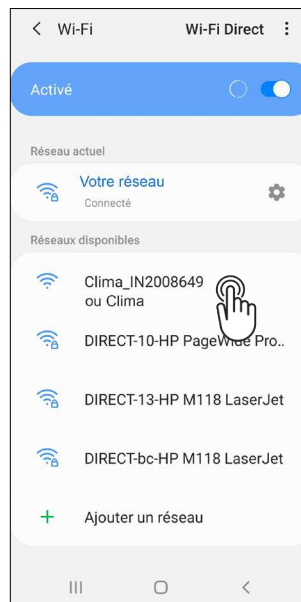 Wi-Fi Wi-Fi Direct
Activé
Réseau actuel
Votre réseau
Connecté
Réseaux disponibles
Clima_IN2008649
ou Clima
DIRECT-10-HP PageWide Pro..
DIRECT-13-HP M118 LaserJet
DIRECT-bc-HP M118 LaserJet
Ajouter un réseau